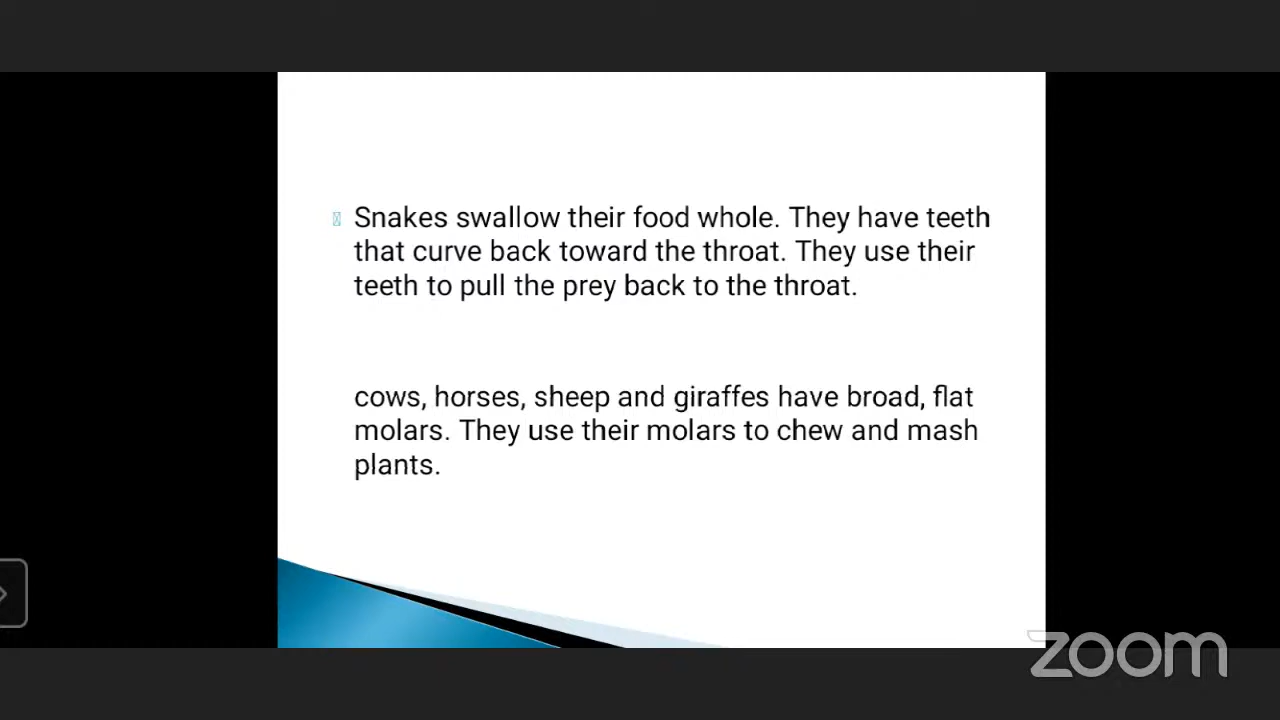 Snakes swallow their food whole. They have teeth
that curve back toward the throat. They use their
teeth to pull the prey back to the throat.
cows, horses, sheep and giraffes have broad, flat
molars. They use their molars to chew and mash
plants.
zoom